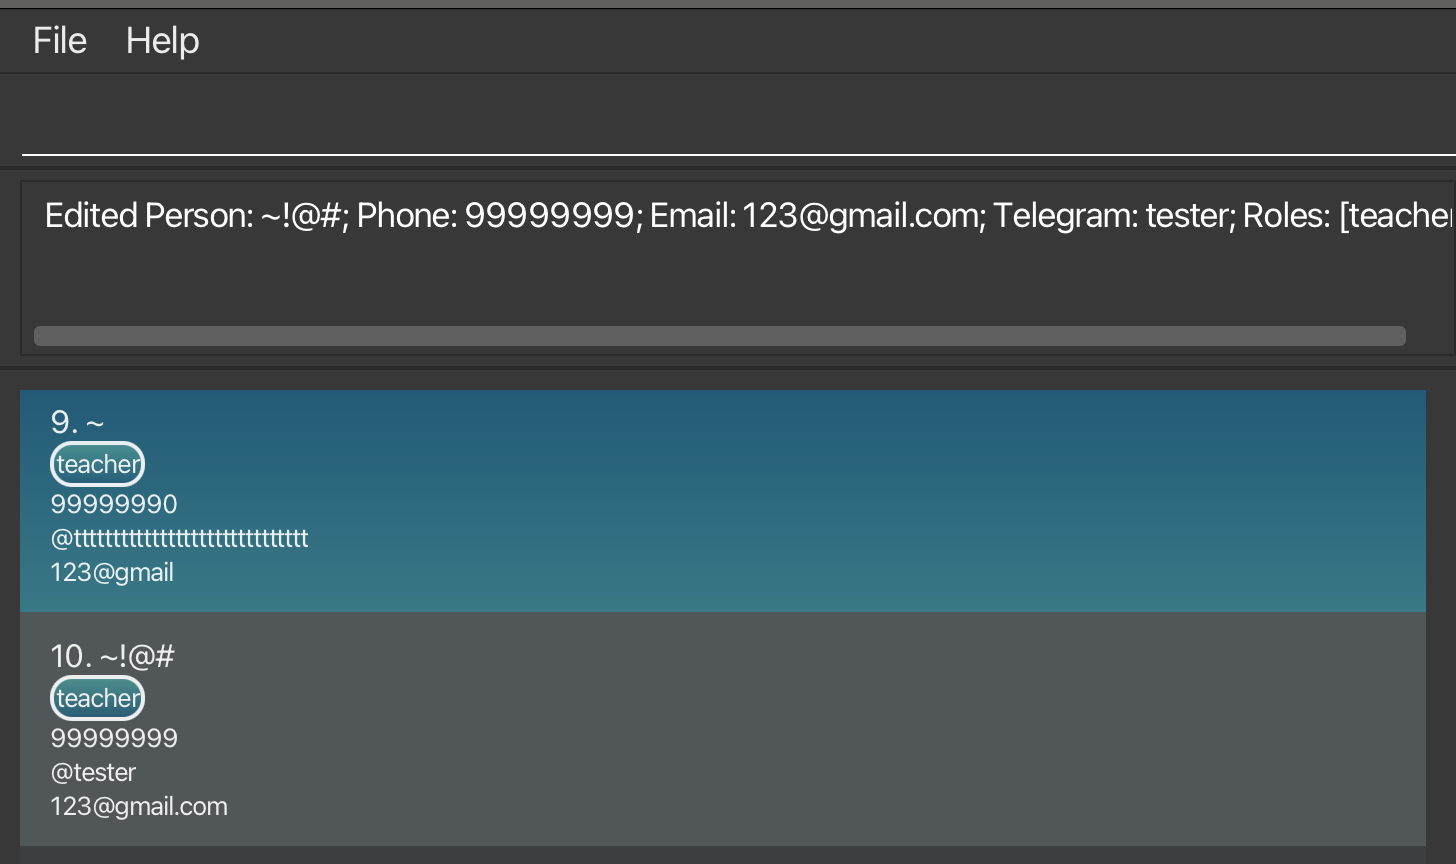 File Help
Edited Person: ~!@#; Phone: 99999999; Email: 123@gmail.com; Telegram: tester; Roles: [teacher
9. ~
teacher
99999990
@tttttttttttttttttttttttttttttt
123@gmail
10. ~!@#
teacher
99999999
@tester
123@gmail.com